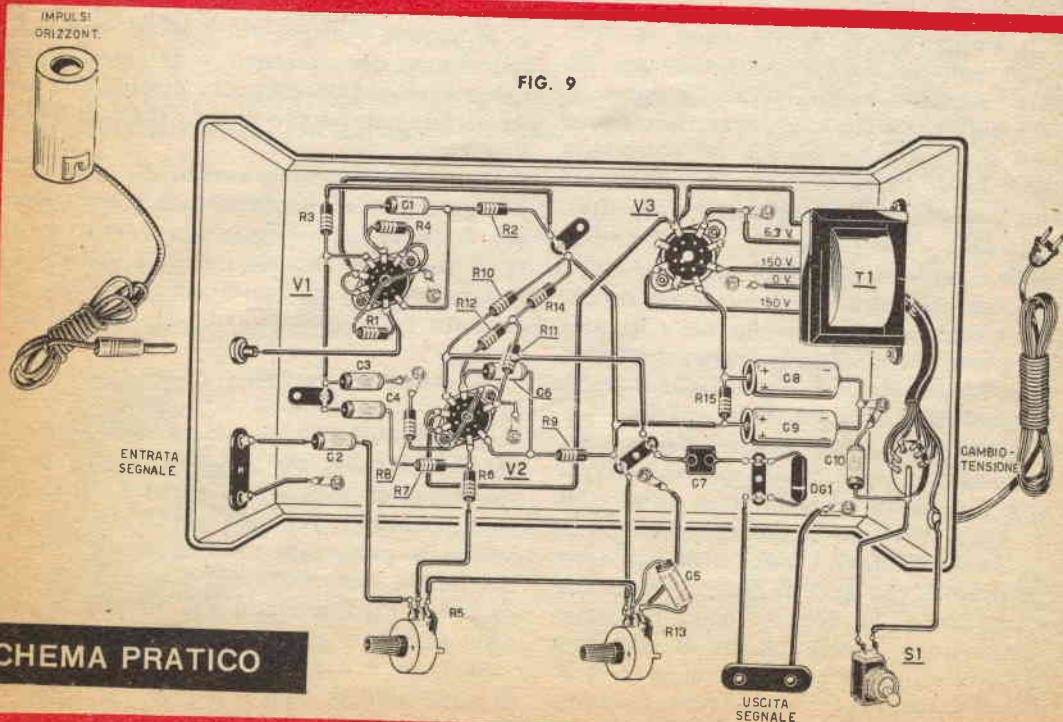 IMPULSI
ORIZZONT.
FIG. 9
R3
C1
R4
R2
V3
6.3 V.
V1
R10
150 V
0 V
T1
R12
R14
150 V
R1
R11
C3
C6
C8
C4
R15
R9
C9
ENTRATA
SEGNALE
C2
R8
R6
V2
C10
CAMBIO-
TENSIONE
R7
C7
DG1
C5
R5
R13
S1
CHEMA PRATICO
USCITA
SEGNALE